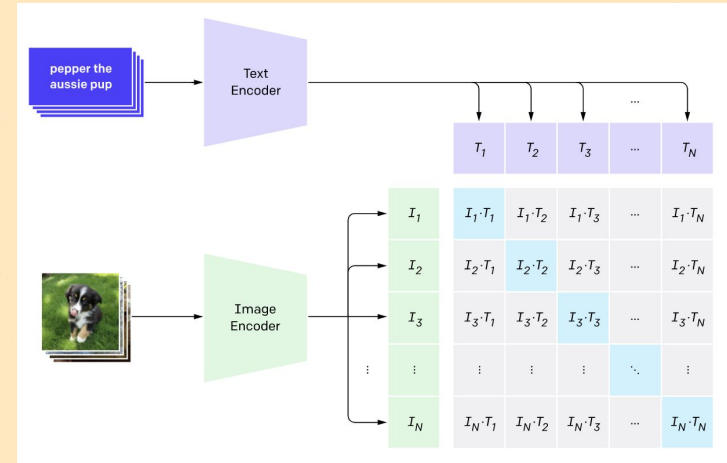 pepper the
aussie pup
Text
Encoder
...
T1 T2 T3 ... TN
I1 I1·T1 I1·T2 I1·T3 ... I1·TN
I2 I2·T1 I2·T2 I2·T3 ... I2·TN
Image
Encoder
I3 I3·T1 I3·T2 I3·T3 ... I3·TN
⋮ ⋮ ⋮ ⋮ ⋮ ⋱ ⋮
IN IN·T1 IN·T2 IN·T3 ... IN·TN